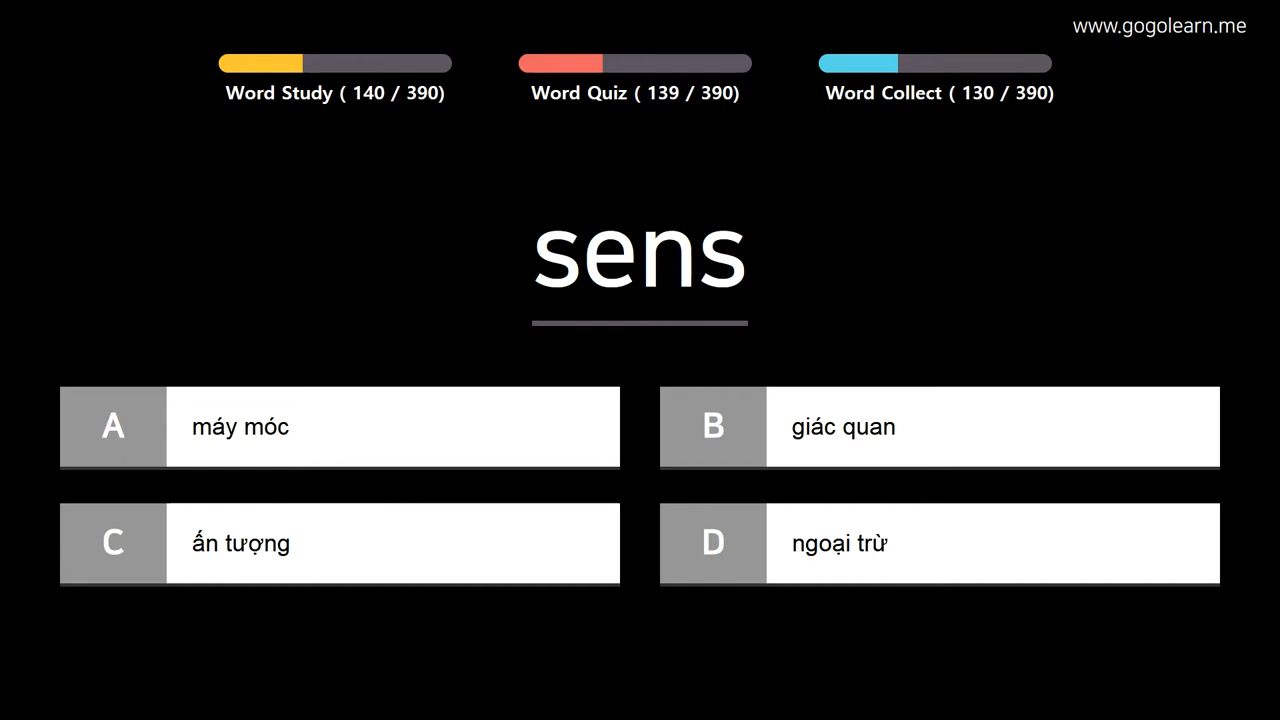 www.gogolearn.me
Word Study ( 140 / 390)
Word Quiz ( 139 / 390)
Word Collect ( 130 / 390)
sens
A máy móc
B giác quan
C ấn tượng
D ngoại trừ